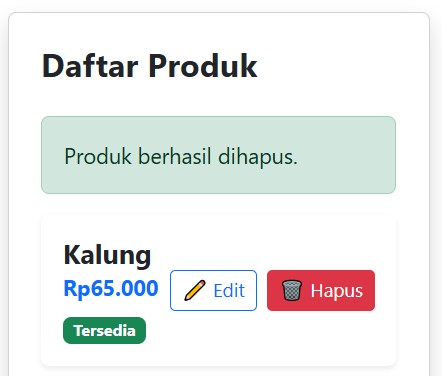 Daftar Produk
Produk berhasil dihapus.
Kalung
Rp65.000
Edit
Hapus
Tersedia